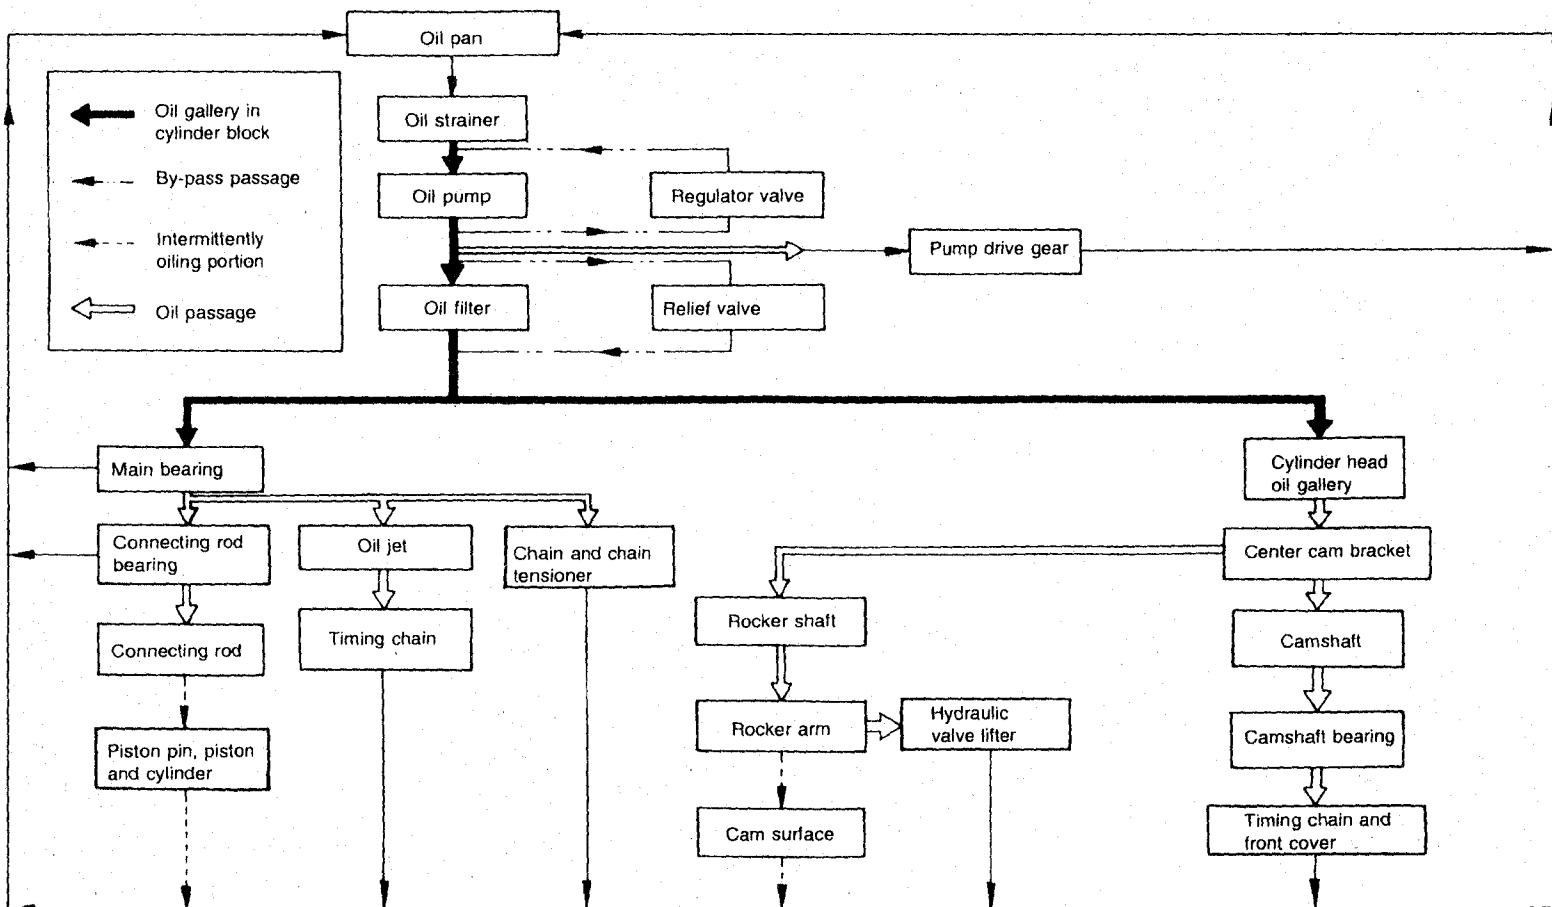 Oil pan
Oil gallery in
cylinder block
By-pass passage
Intermittently
oiling portion
Oil passage
Oil strainer
Oil pump
Regulator valve
Pump drive gear
Oil filter
Relief valve
Main bearing
Cylinder head
oil gallery
Connecting rod
bearing
Oil jet
Chain and chain
tensioner
Center cam bracket
Connecting rod
Timing chain
Rocker shaft
Camshaft
Piston pin, piston
and cylinder
Rocker arm
Hydraulic
valve lifter
Camshaft bearing
Cam surface
Timing chain and
front cover